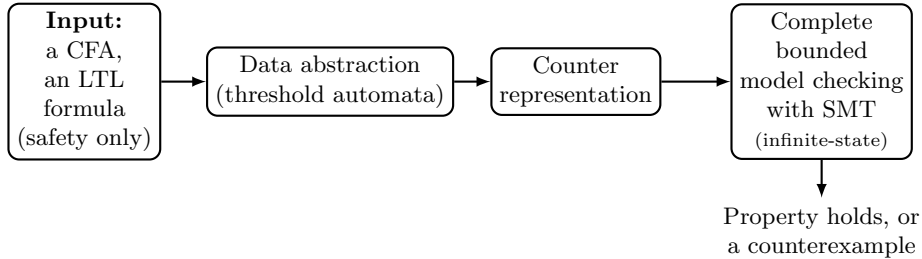 Input:
a CFA,
an LTL
formula
(safety only)
Data abstraction
(threshold automata)
Counter
representation
Complete
bounded
model checking
with SMT
(infinite-state)
Property holds, or
a counterexample